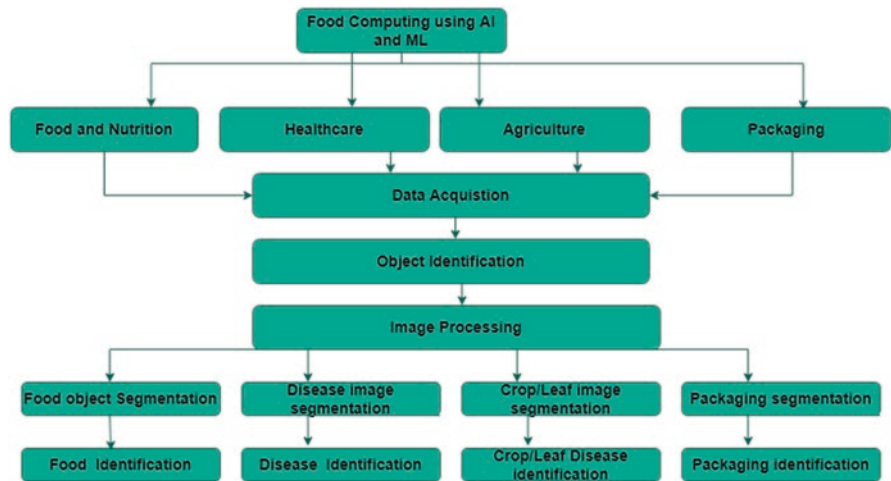 Food Computing using AI
and ML
Food and Nutrition
Healthcare
Agriculture
Packaging
Data Acquistion
Object Identification
Image Processing
Food object Segmentation
Disease image
segmentation
Crop/Leaf image
segmentation
Packaging segmentation
Food Identification
Disease Identification
Crop/Leaf Disease
identification
Packaging identification